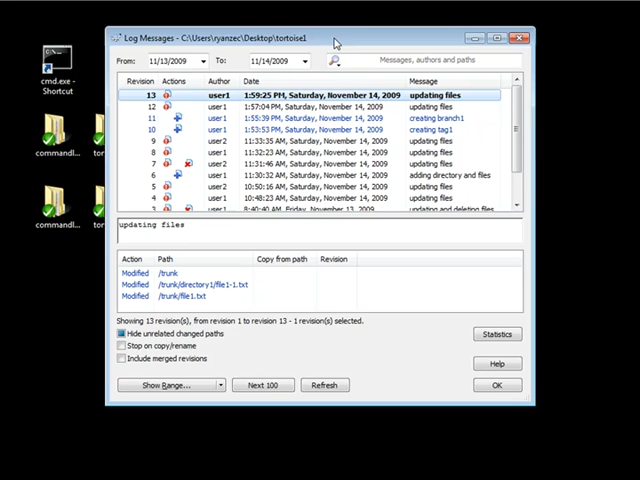 Log Messages - C:\Users\ryanzec\Desktop\tortoise1
From: 11/13/2009 To: 11/14/2009 Messages, authors and paths
Revision Actions Author Date Message
13 user1 1:59:25 PM, Saturday, November 14, 2009 updating files
12 user1 1:57:04 PM, Saturday, November 14, 2009 updating files
11 user1 1:55:39 PM, Saturday, November 14, 2009 creating branch1
10 user1 1:53:53 PM, Saturday, November 14, 2009 creating tag1
9 user2 11:33:35 AM, Saturday, November 14, 2009 updating files
8 user2 11:32:23 AM, Saturday, November 14, 2009 updating files
7 user2 11:31:46 AM, Saturday, November 14, 2009 updating files
6 user1 11:30:32 AM, Saturday, November 14, 2009 adding directory and files
5 user2 10:50:16 AM, Saturday, November 14, 2009 updating files
4 user1 10:48:23 AM, Saturday, November 14, 2009 updating files
3 user1 8:40:40 AM, Friday, November 13, 2009 updating and deleting files
updating files
Action Path Copy from path Revision
Modified /trunk
Modified /trunk/directory1/file1-1.txt
Modified /trunk/file1.txt
Showing 13 revision(s), from revision 1 to revision 13 - 1 revision(s) selected.
Hide unrelated changed paths
Statistics
Stop on copy/rename
Include merged revisions
Help
Show Range... Next 100 Refresh OK
cmd.exe -
Shortcut
commandl... tor
commandl... tor